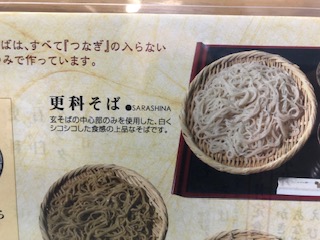 ばは、すべて『つなぎ』の入らない
みで作っています。
更科そば ●SARASHINA
玄そばの中心部のみを使用した、白く
シコシコした食感の上品なそばです。